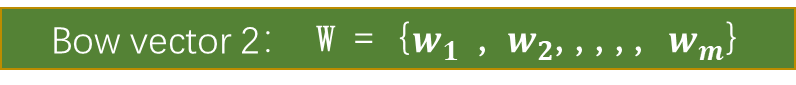 Bow vector 2： W = {w₁ , w₂, , , , , wₘ}